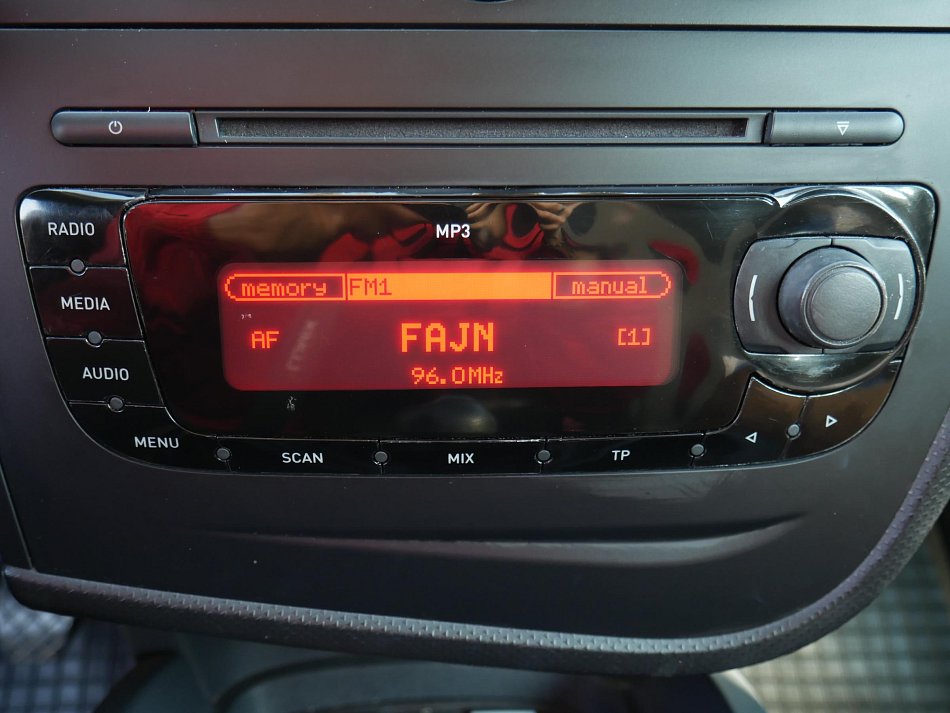 RADIO
MP3
MEDIA
memory FM1 manual
AF FAJN [1]
96.0MHz
AUDIO
MENU
SCAN MIX TP